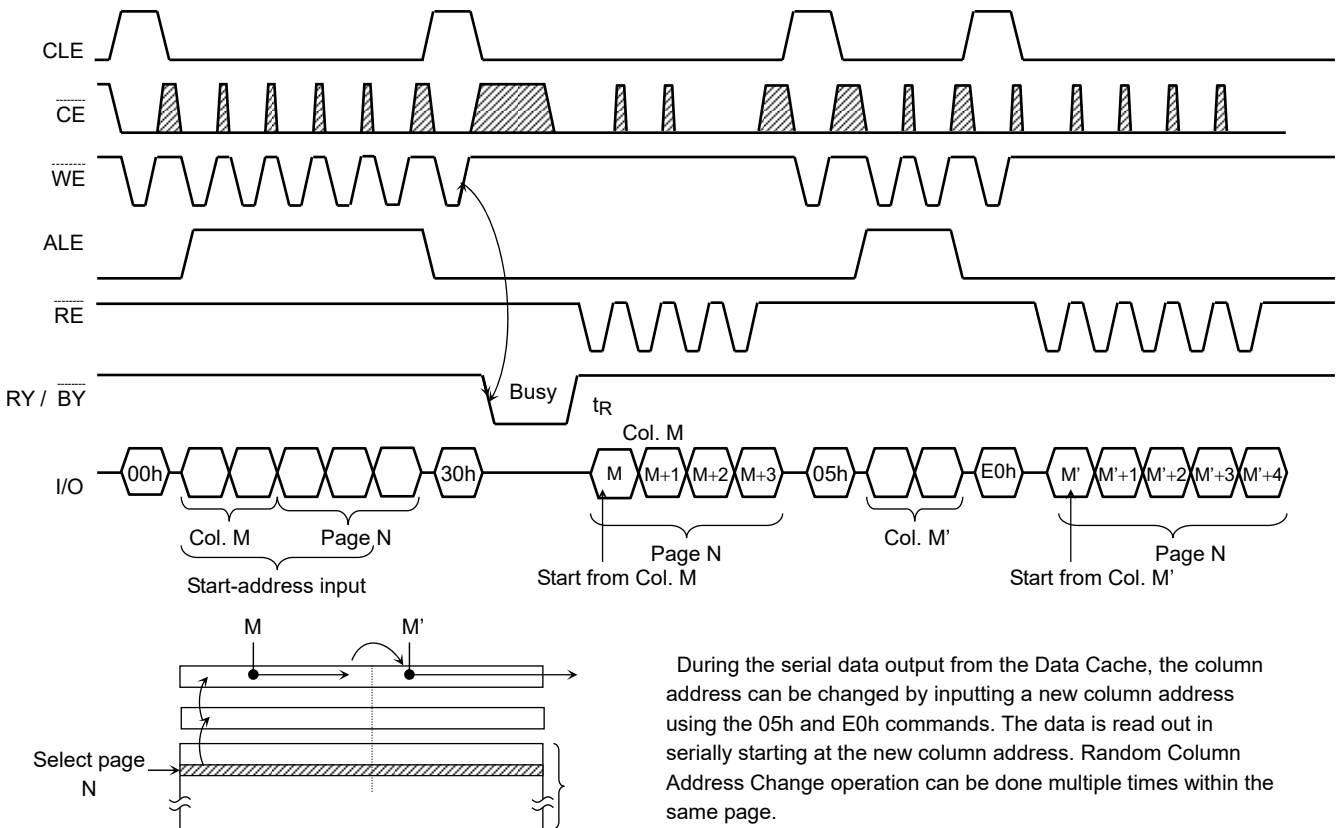 CLE
CE
WE
ALE
RE
RY / BY
Busy
tR
Col. M
I/O
00h
30h
M
M+1
M+2
M+3
05h
E0h
M'
M'+1
M'+2
M'+3
M'+4
Col. M
Page N
Page N
Col. M'
Page N
Start-address input
Start from Col. M
Start from Col. M'
M
M'
Select page
N
During the serial data output from the Data Cache, the column
address can be changed by inputting a new column address
using the 05h and E0h commands. The data is read out in
serially starting at the new column address. Random Column
Address Change operation can be done multiple times within the
same page.